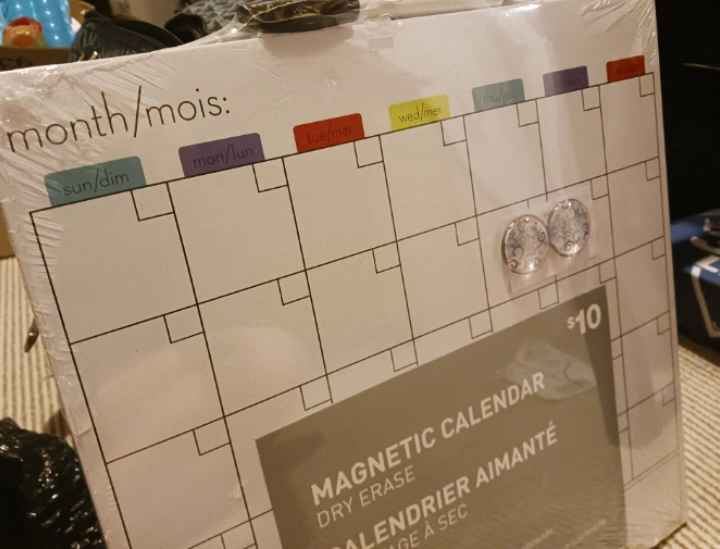 month/mois:
sun/dim mon/lun tue/mar wed/mer thu/jeu
$10
MAGNETIC CALENDAR
DRY ERASE
CALENDRIER AIMANTÉ
À SEC